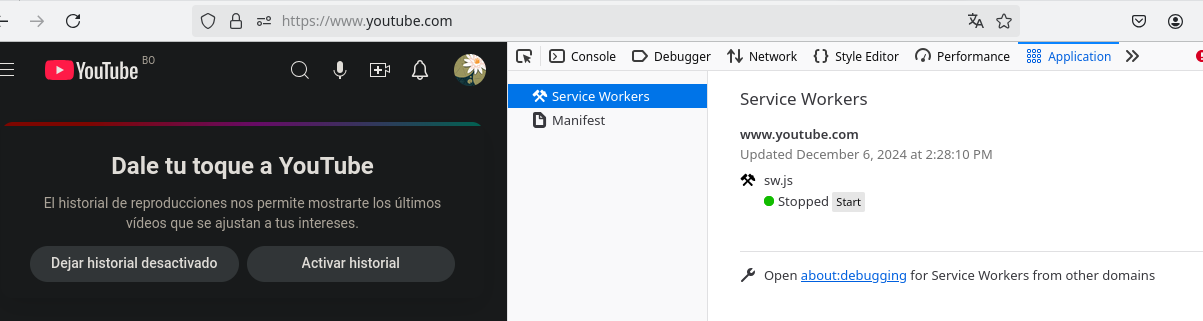 https://www.youtube.com
YouTube BO
Dale tu toque a YouTube
El historial de reproducciones nos permite mostrarte los últimos
vídeos que se ajustan a tus intereses.
Dejar historial desactivado
Activar historial
Console
Debugger
Network
Style Editor
Performance
Application
Service Workers
Manifest
Service Workers
www.youtube.com
Updated December 6, 2024 at 2:28:10 PM
sw.js
Stopped Start
Open about:debugging for Service Workers from other domains